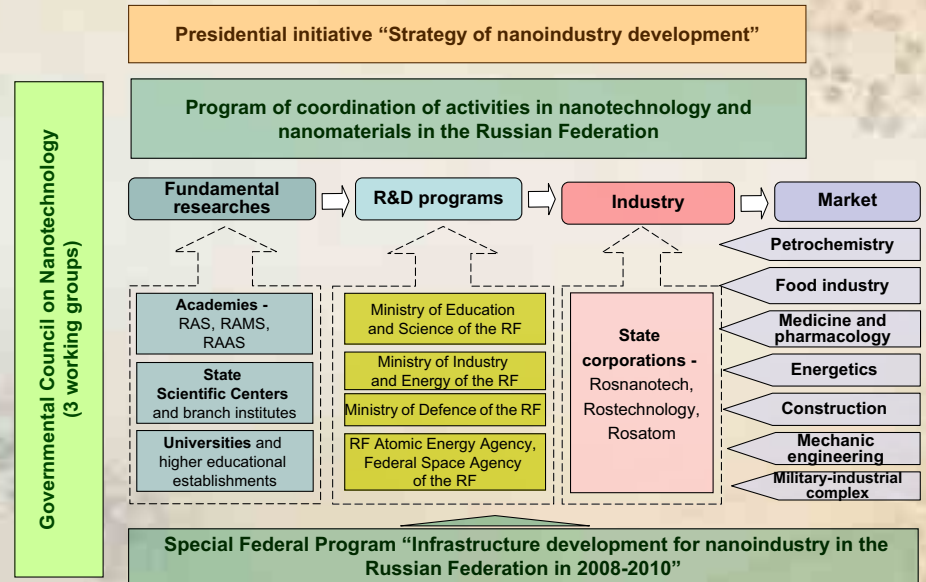 Presidential initiative “Strategy of nanoindustry development”
Governmental Council on Nanotechnology
(3 working groups)
Program of coordination of activities in nanotechnology and
nanomaterials in the Russian Federation
Fundamental
researches
R&D programs
Industry
Market
Academies -
RAS, RAMS,
RAAS
State
Scientific Centers
and branch institutes
Universities and
higher educational
establishments
Ministry of Education
and Science of the RF
Ministry of Industry
and Energy of the RF
Ministry of Defence of the RF
RF Atomic Energy Agency,
Federal Space Agency
of the RF
State
corporations -
Rosnanotech,
Rostechnology,
Rosatom
Petrochemistry
Food industry
Medicine and
pharmacology
Energetics
Construction
Mechanic
engineering
Military-industrial
complex
Special Federal Program “Infrastructure development for nanoindustry in the
Russian Federation in 2008-2010”